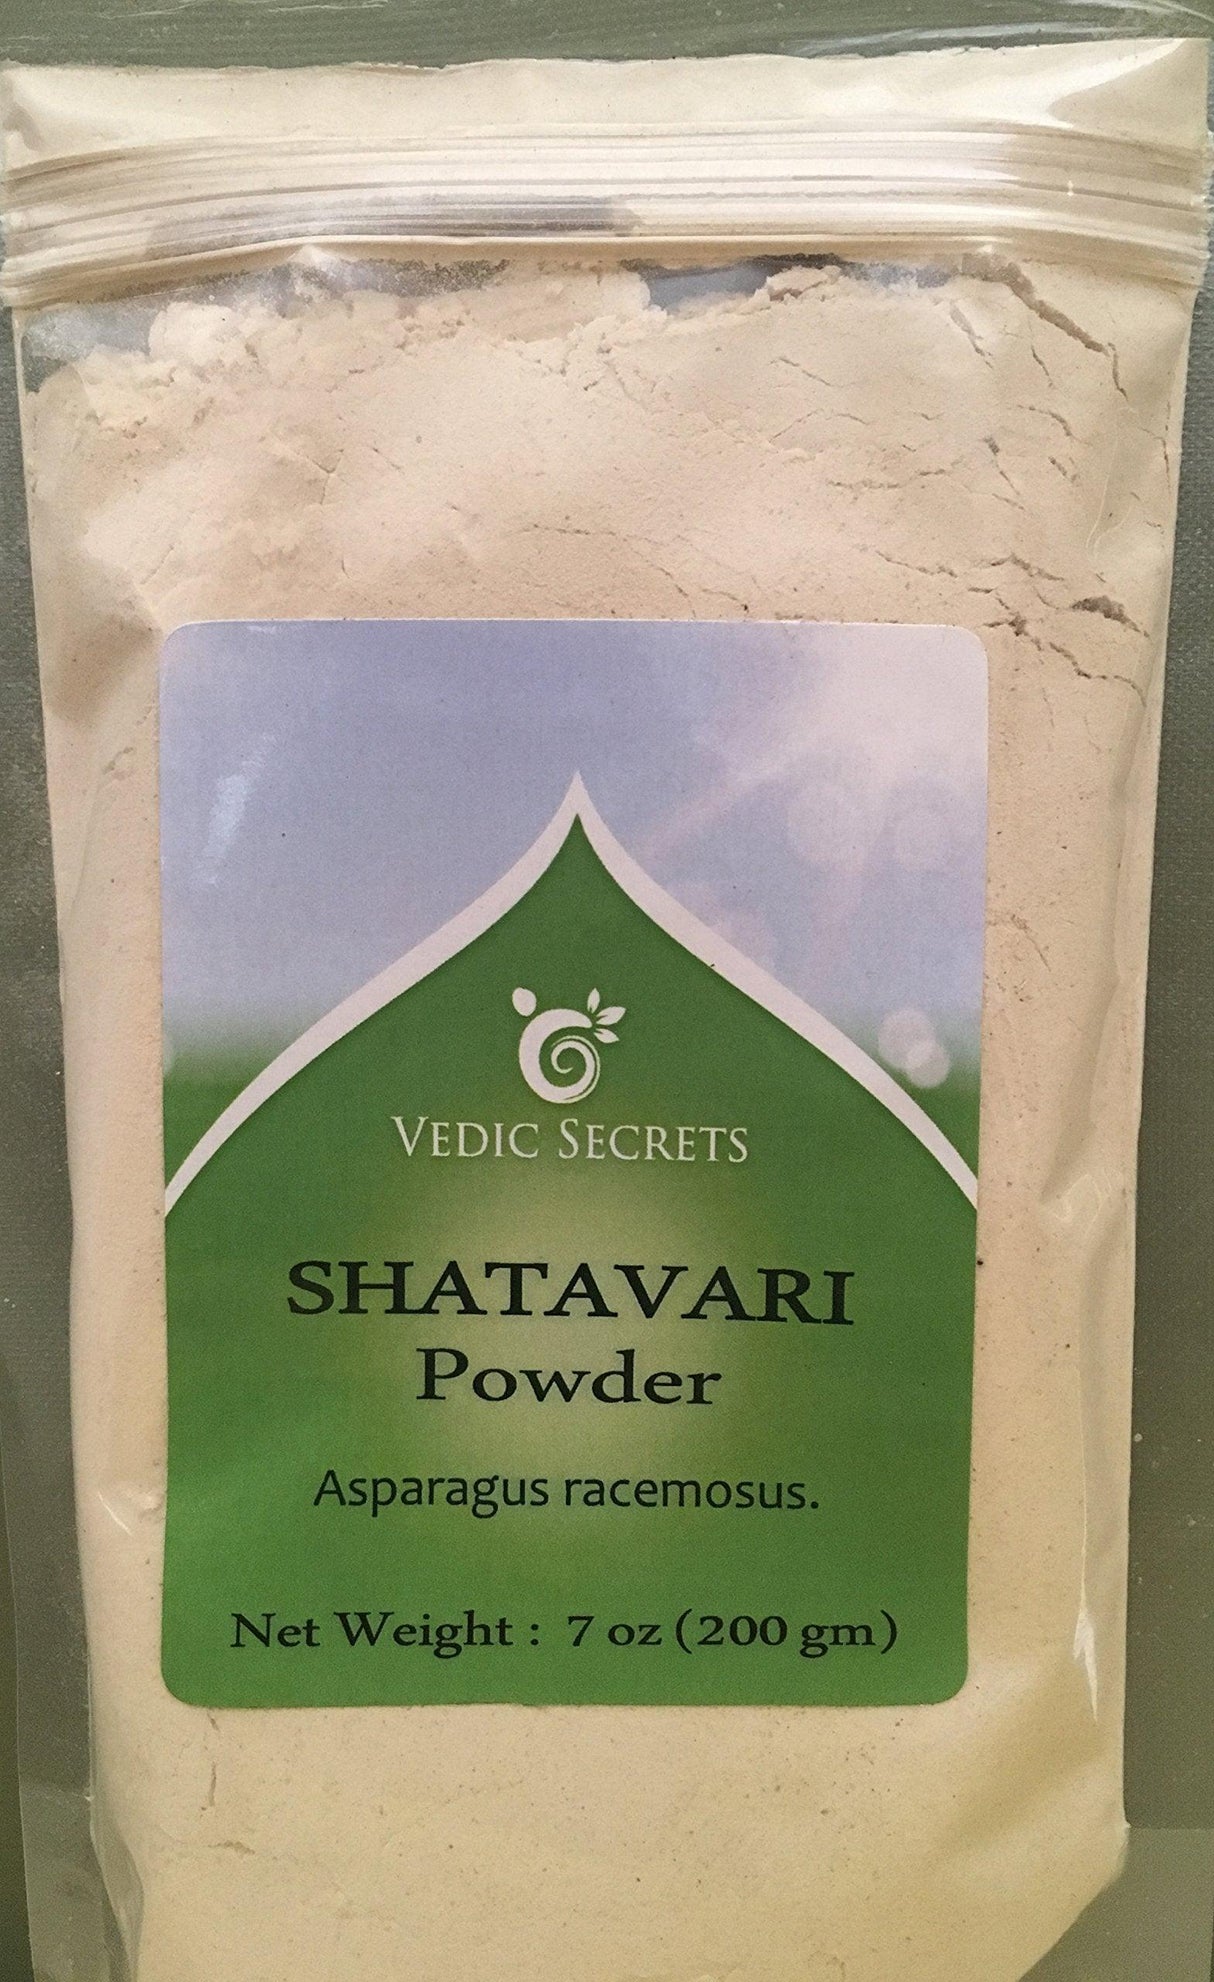 VEDIC SECRETS
SHATAVARI
Powder
Asparagus racemosus.
Net Weight : 7 oz (200 gm)